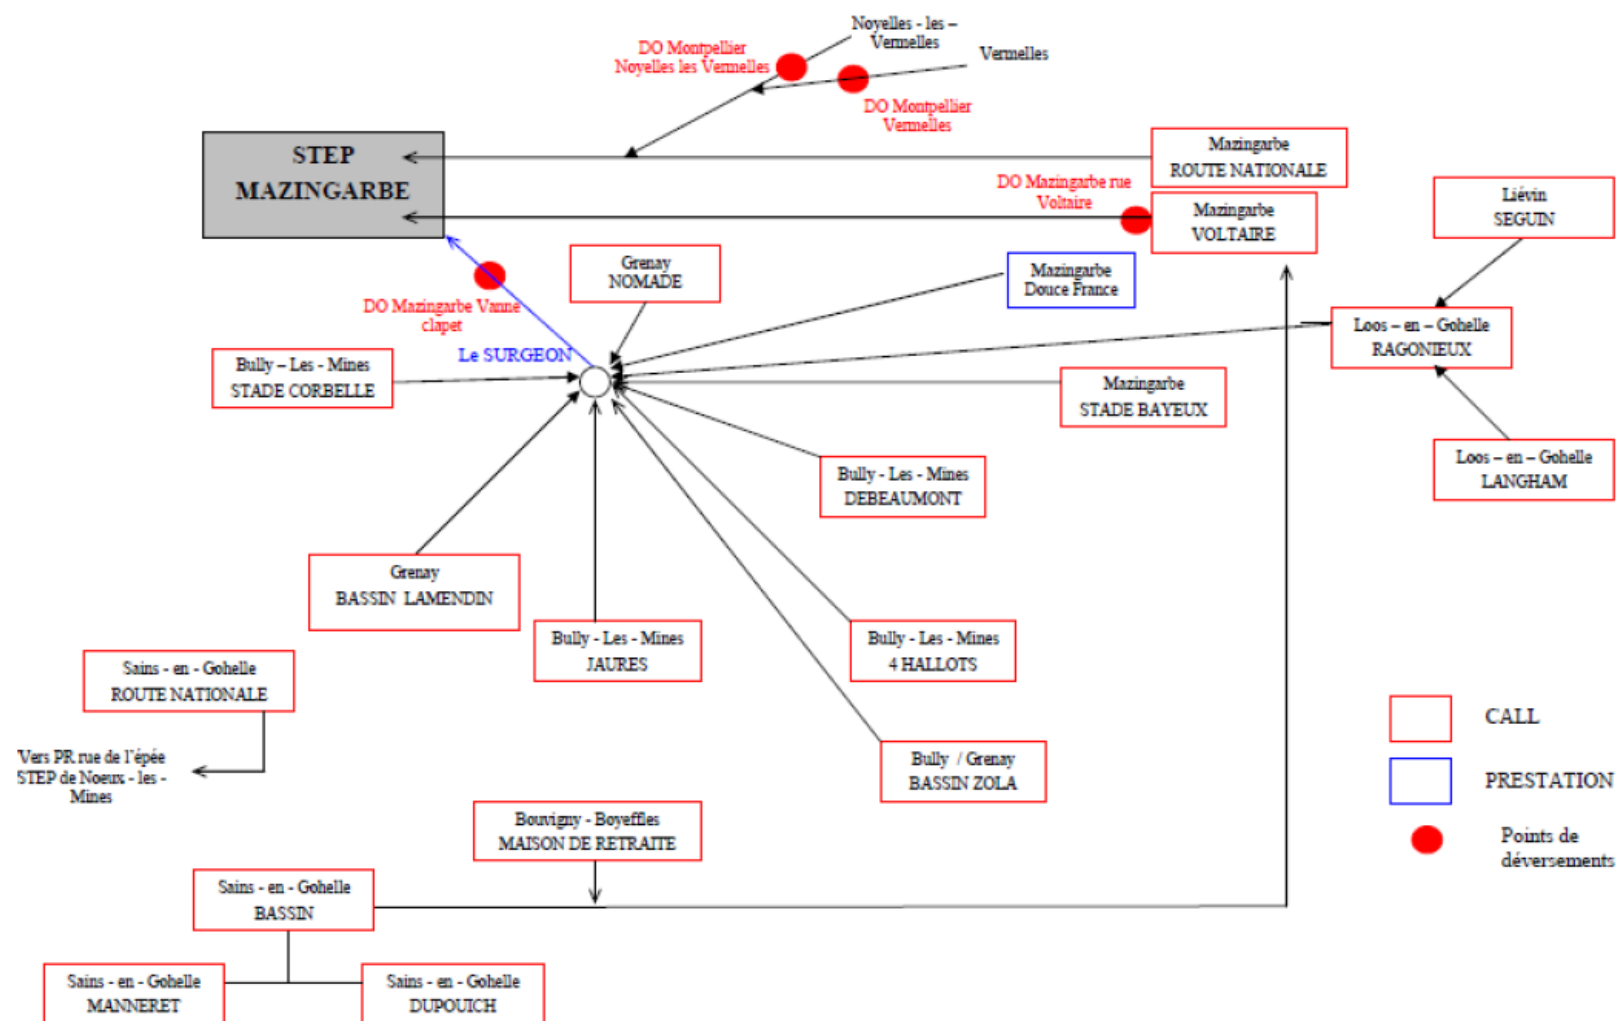 Noyelles - les –
Vermelles
DO Montpellier
Noyelles les Vermelles
Vermelles
DO Montpellier
Vermelles
STEP
MAZINGARBE
Mazingarbe
ROUTE NATIONALE
DO Mazingarbe rue
Voltaire
Mazingarbe
VOLTAIRE
Liévin
SEGUIN
Grenay
NOMADE
Mazingarbe
Douce France
DO Mazingarbe Vanne
clapet
Loos – en – Gohelle
RAGONIEUX
Le SURGEON
Bully – Les - Mines
STADE CORBELLE
Mazingarbe
STADE BAYEUX
Bully - Les - Mines
DEBEAUMONT
Loos – en – Gohelle
LANGHAM
Grenay
BASSIN LAMENDIN
Bully - Les - Mines
JAURES
Bully - Les - Mines
4 HALLOTS
Sains - en - Gohelle
ROUTE NATIONALE
Vers PR rue de l'épée
STEP de Noeux - les -
Mines
Bully / Grenay
BASSIN ZOLA
CALL
PRESTATION
Points de
déversements
Bouvigny - Boyeffles
MAISON DE RETRAITE
Sains - en - Gohelle
BASSIN
Sains - en - Gohelle
MANNERET
Sains - en - Gohelle
DUPOUICH